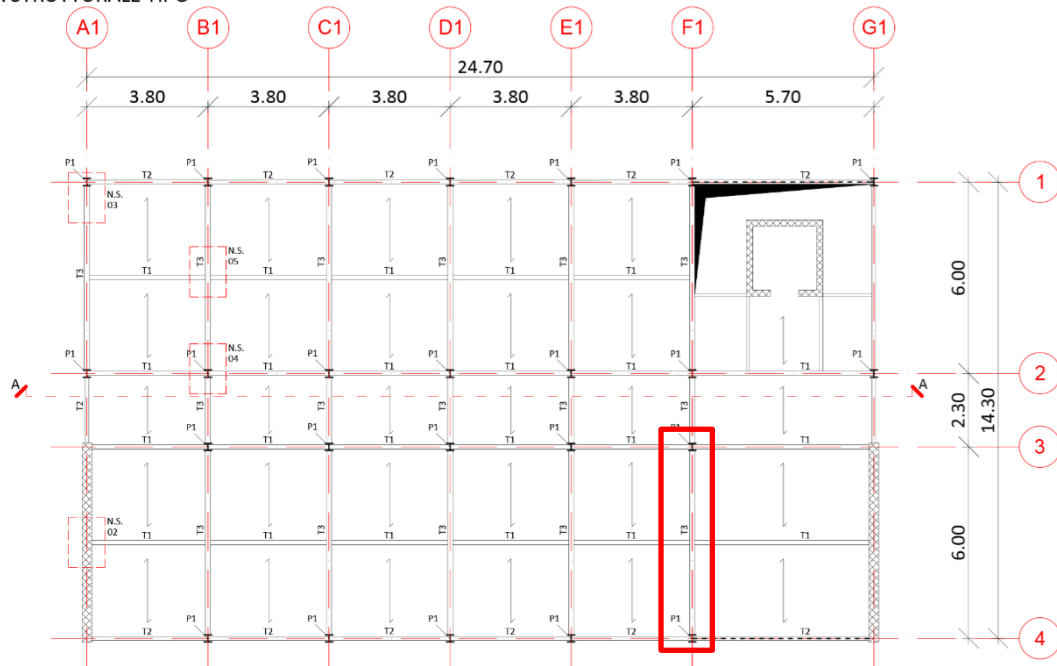 STRUTTURALE TIPO
A1 B1 C1 D1 E1 F1 G1
24.70
3.80 3.80 3.80 3.80 3.80 5.70
P1 P1 P1 P1 P1 P1 P1
T2 T2 T2 T2 T2 T2
1
N.S.
03
N.S.
05
T3 T3 T3 T3 T3 T3
T1 T1 T1 T1 T1
6.00
N.S.
04
P1 P1 P1 P1 P1 P1 P1
T1 T1 T1 T1 T1 T1
2
A A
T2 T3 T3 T3 T3 T3
2.30
14.30
P1 P1 P1 P1 P1
T1 T1 T1 T1 T1 T1
3
N.S.
02
T3 T3 T3 T3 T3
T1 T1 T1 T1 T1 T1
6.00
P1 P1 P1 P1 P1
T2 T2 T2 T2 T2 T2
4